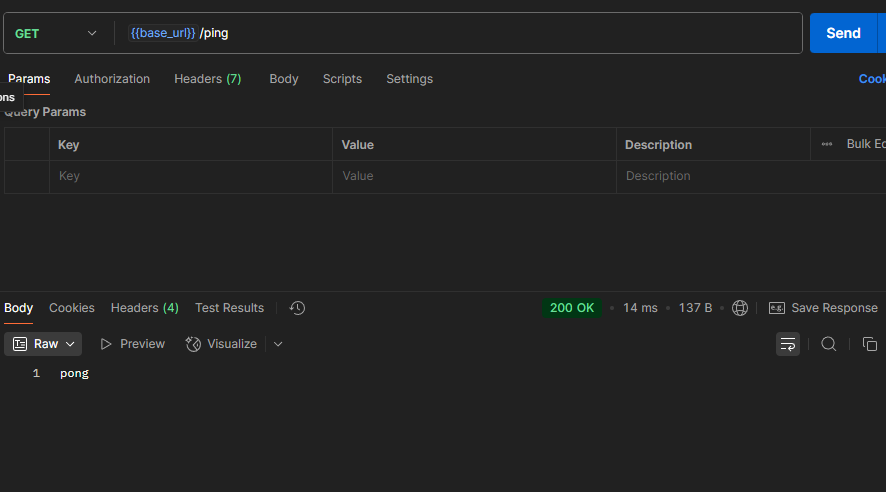 GET {{base_url}} /ping Send
Params Authorization Headers (7) Body Scripts Settings Cook
ons
Query Params
Key Value Description Bulk Ed
Key Value Description
Body Cookies Headers (4) Test Results 200 OK 14 ms 137 B e.g. Save Response
Raw Preview Visualize
1 pong